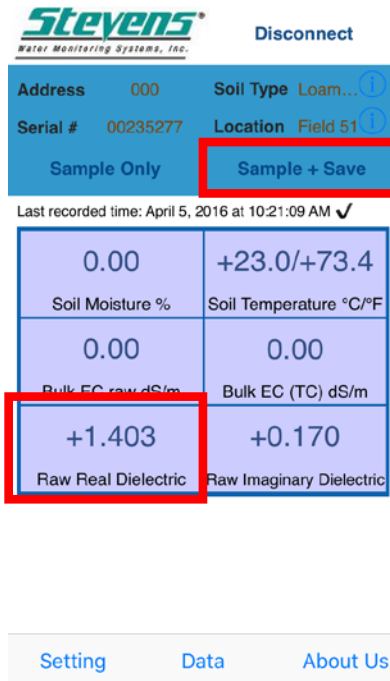 Stevens®
Water Monitoring Systems, Inc.
Disconnect
Address 000 Soil Type Loam...
Serial # 00235277 Location Field 51
Sample Only Sample + Save
Last recorded time: April 5, 2016 at 10:21:09 AM ✓
0.00 +23.0/+73.4
Soil Moisture % Soil Temperature °C/°F
0.00 0.00
Bulk EC raw dS/m Bulk EC (TC) dS/m
+1.403 +0.170
Raw Real Dielectric Raw Imaginary Dielectric
Setting Data About Us